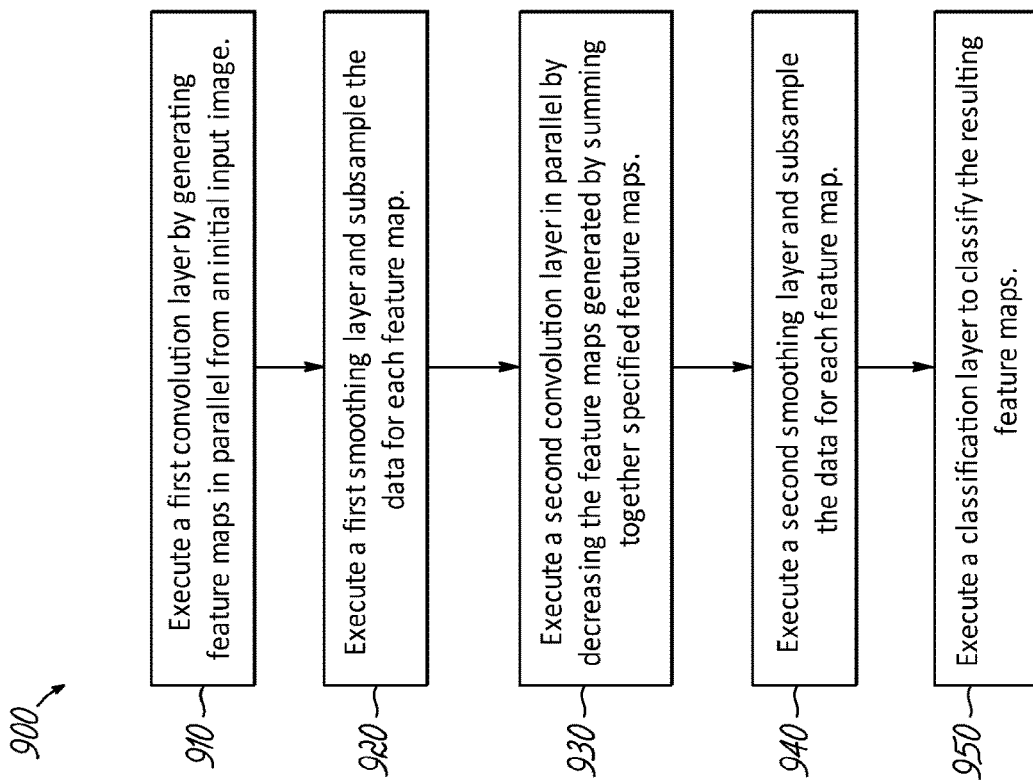 900
910
Execute a first convolution layer by generating
feature maps in parallel from an initial input image.
920
Execute a first smoothing layer and subsample the
data for each feature map.
930
Execute a second convolution layer in parallel by
decreasing the feature maps generated by summing
together specified feature maps.
940
Execute a second smoothing layer and subsample
the data for each feature map.
950
Execute a classification layer to classify the resulting
feature maps.